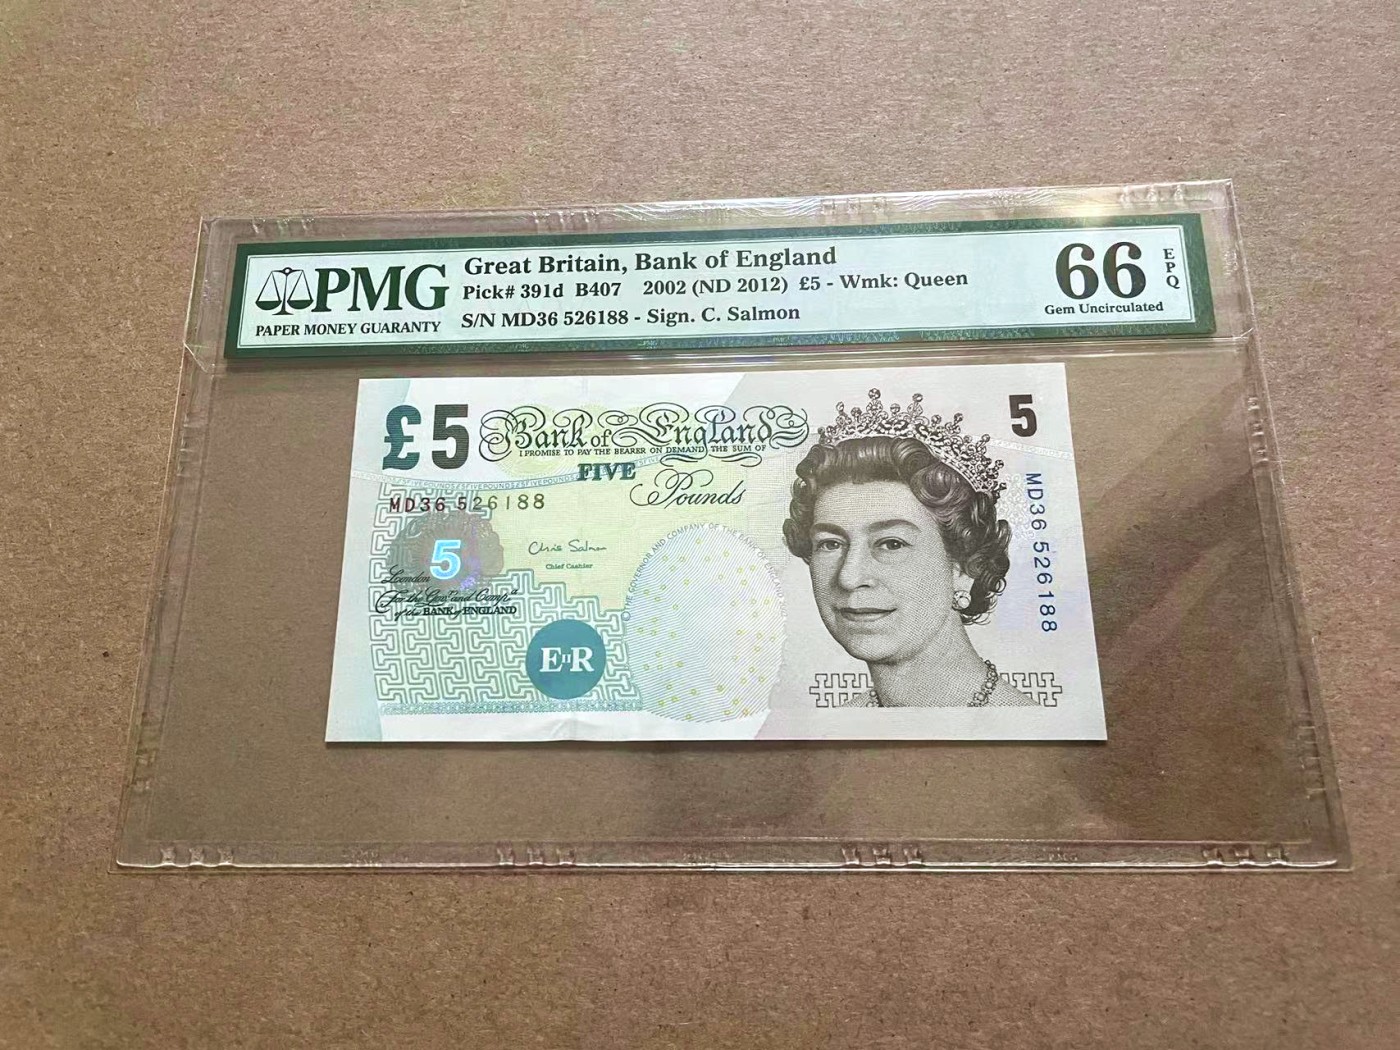 PMG
PAPER MONEY GUARANTY
Great Britain, Bank of England
Pick# 391d B407 2002 (ND 2012) £5 - Wmk: Queen
S/N MD36 526188 - Sign. C. Salmon
66
EPQ
Gem Uncirculated
£5
Bank of England
I PROMISE TO PAY THE BEARER ON DEMAND THE SUM OF
FIVE
Pounds
5
MD36 526188
5
Chris Salmon
Chief Cashier
London
For the Govr and Compa
of the BANK of ENGLAND
THE GOVERNOR AND COMPANY OF THE BANK OF ENGLAND
EIIR
MD36 526188